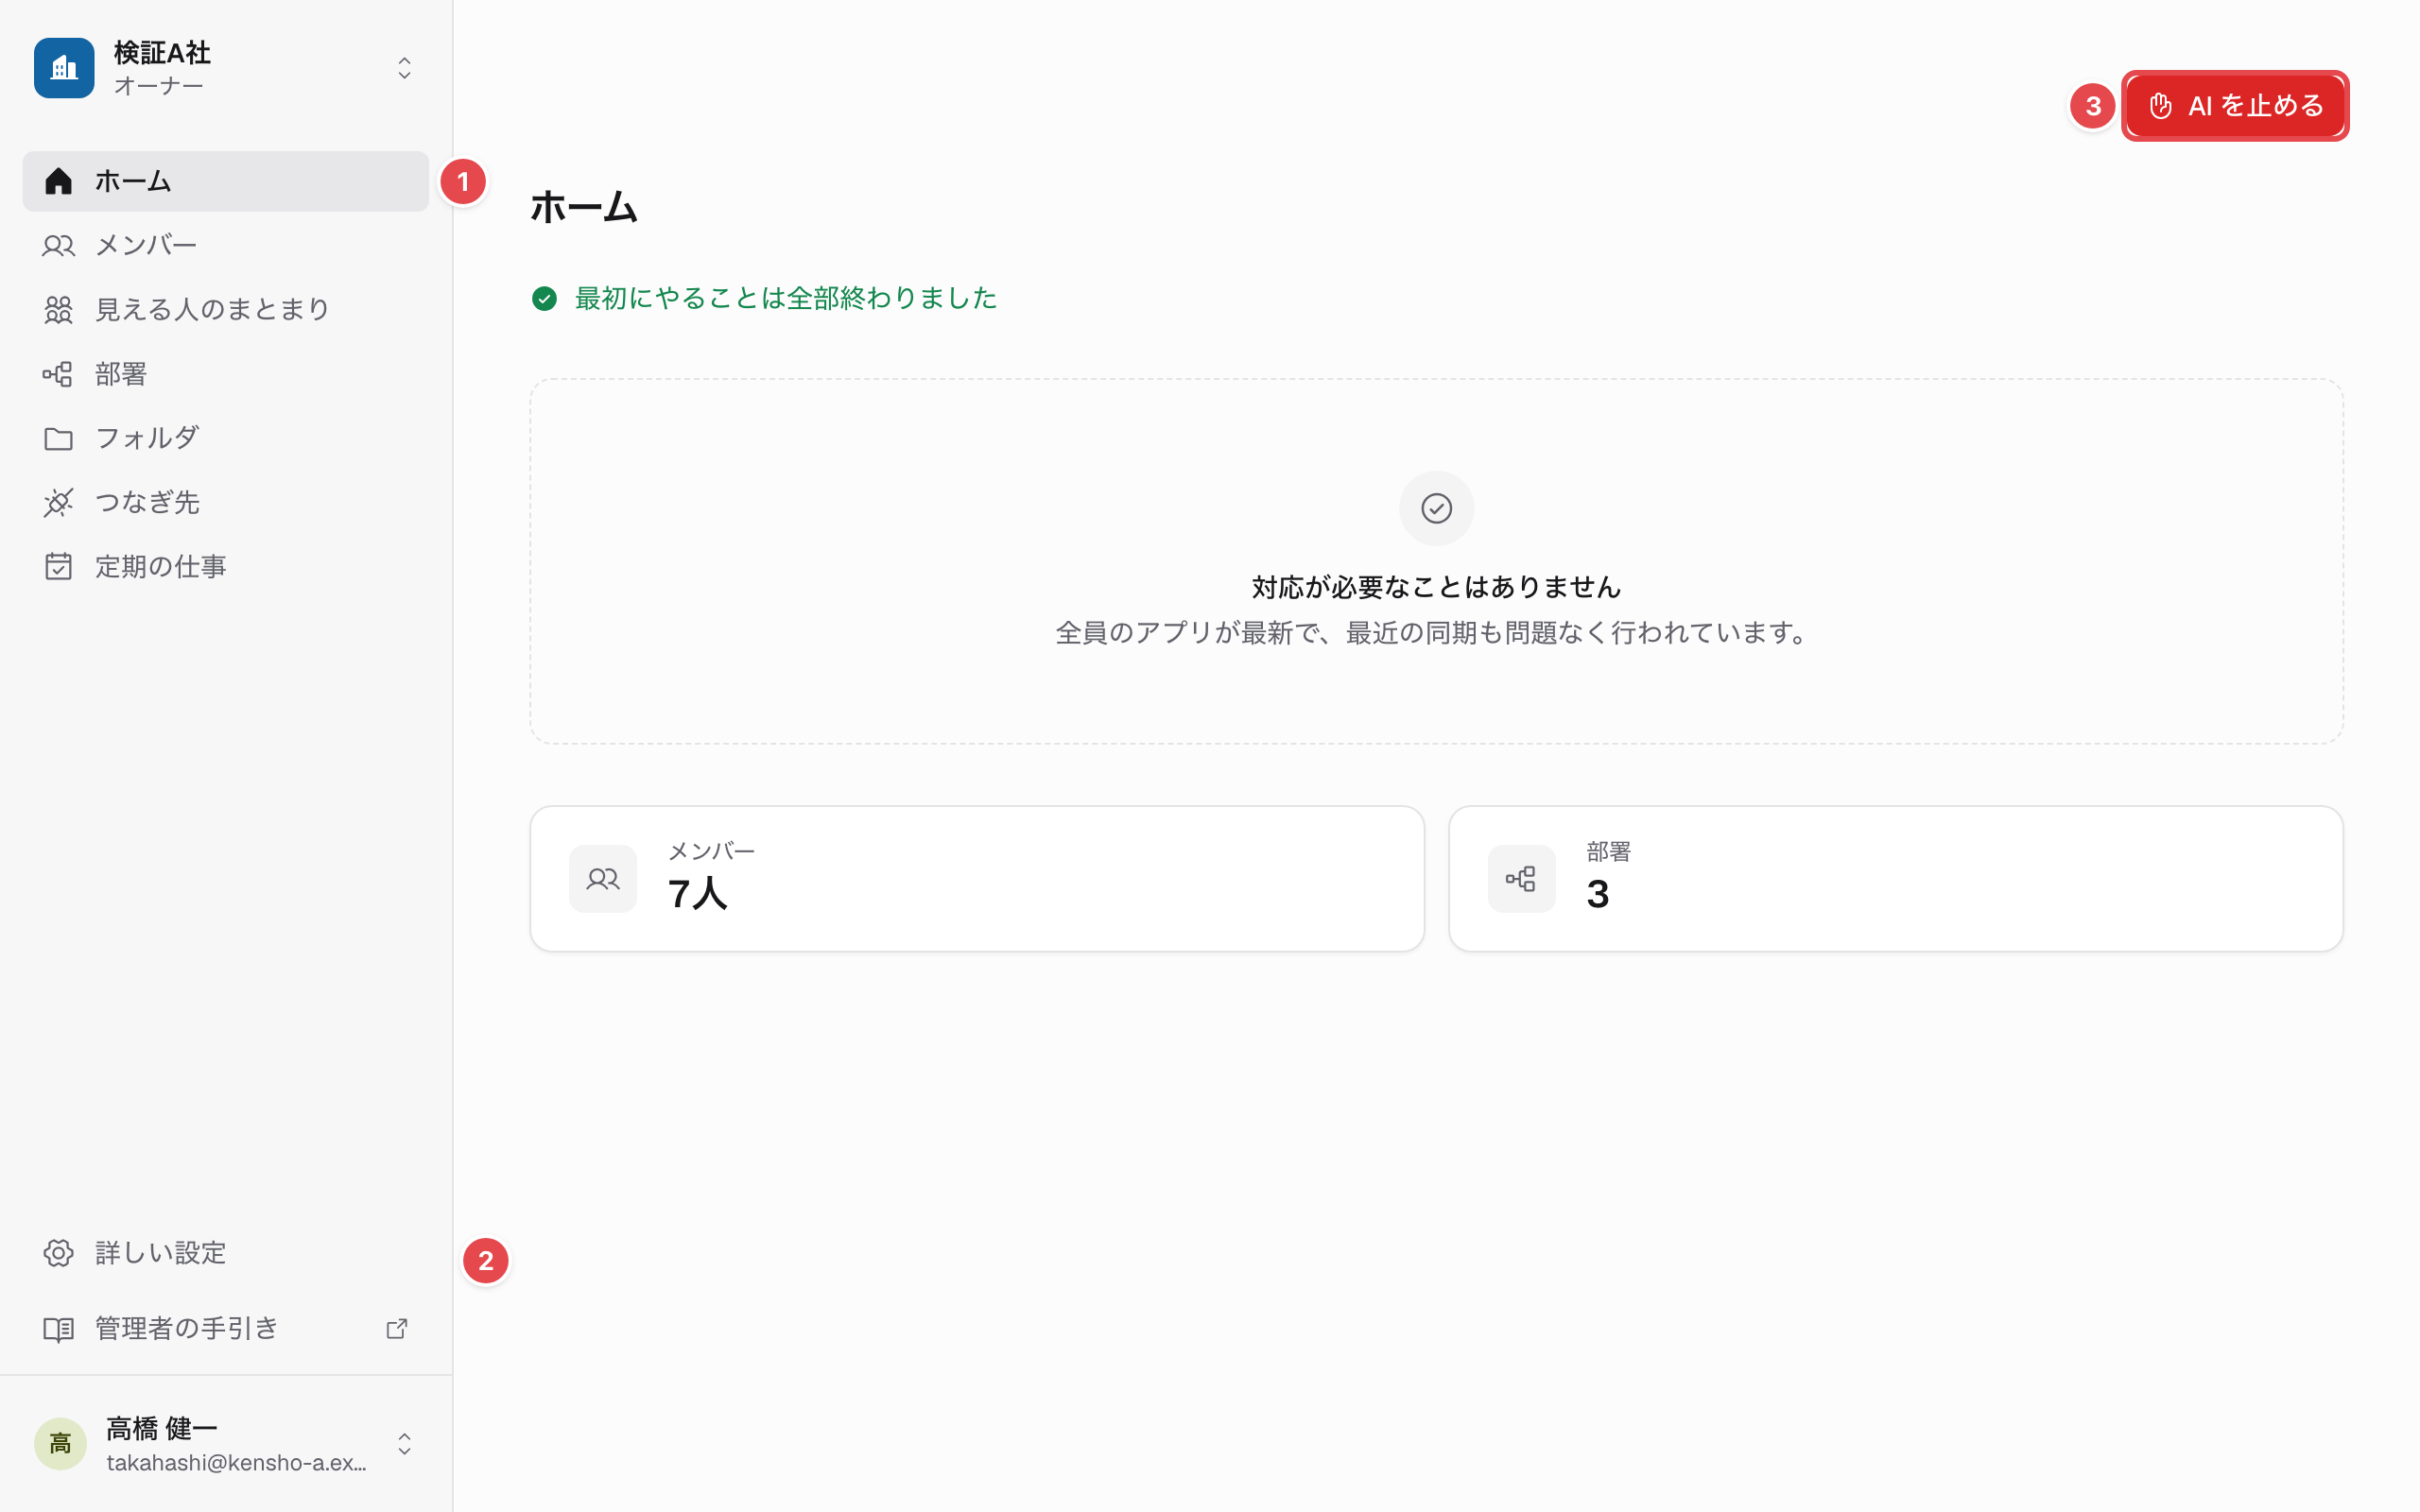 検証A社
オーナー
ホーム
メンバー
見える人のまとまり
部署
フォルダ
つなぎ先
定期の仕事
詳しい設定
管理者の手引き
高
高橋 健一
takahashi@kensho-a.ex...
1
2
3
AI を止める
ホーム
最初にやることは全部終わりました
対応が必要なことはありません
全員のアプリが最新で、最近の同期も問題なく行われています。
メンバー
7人
部署
3